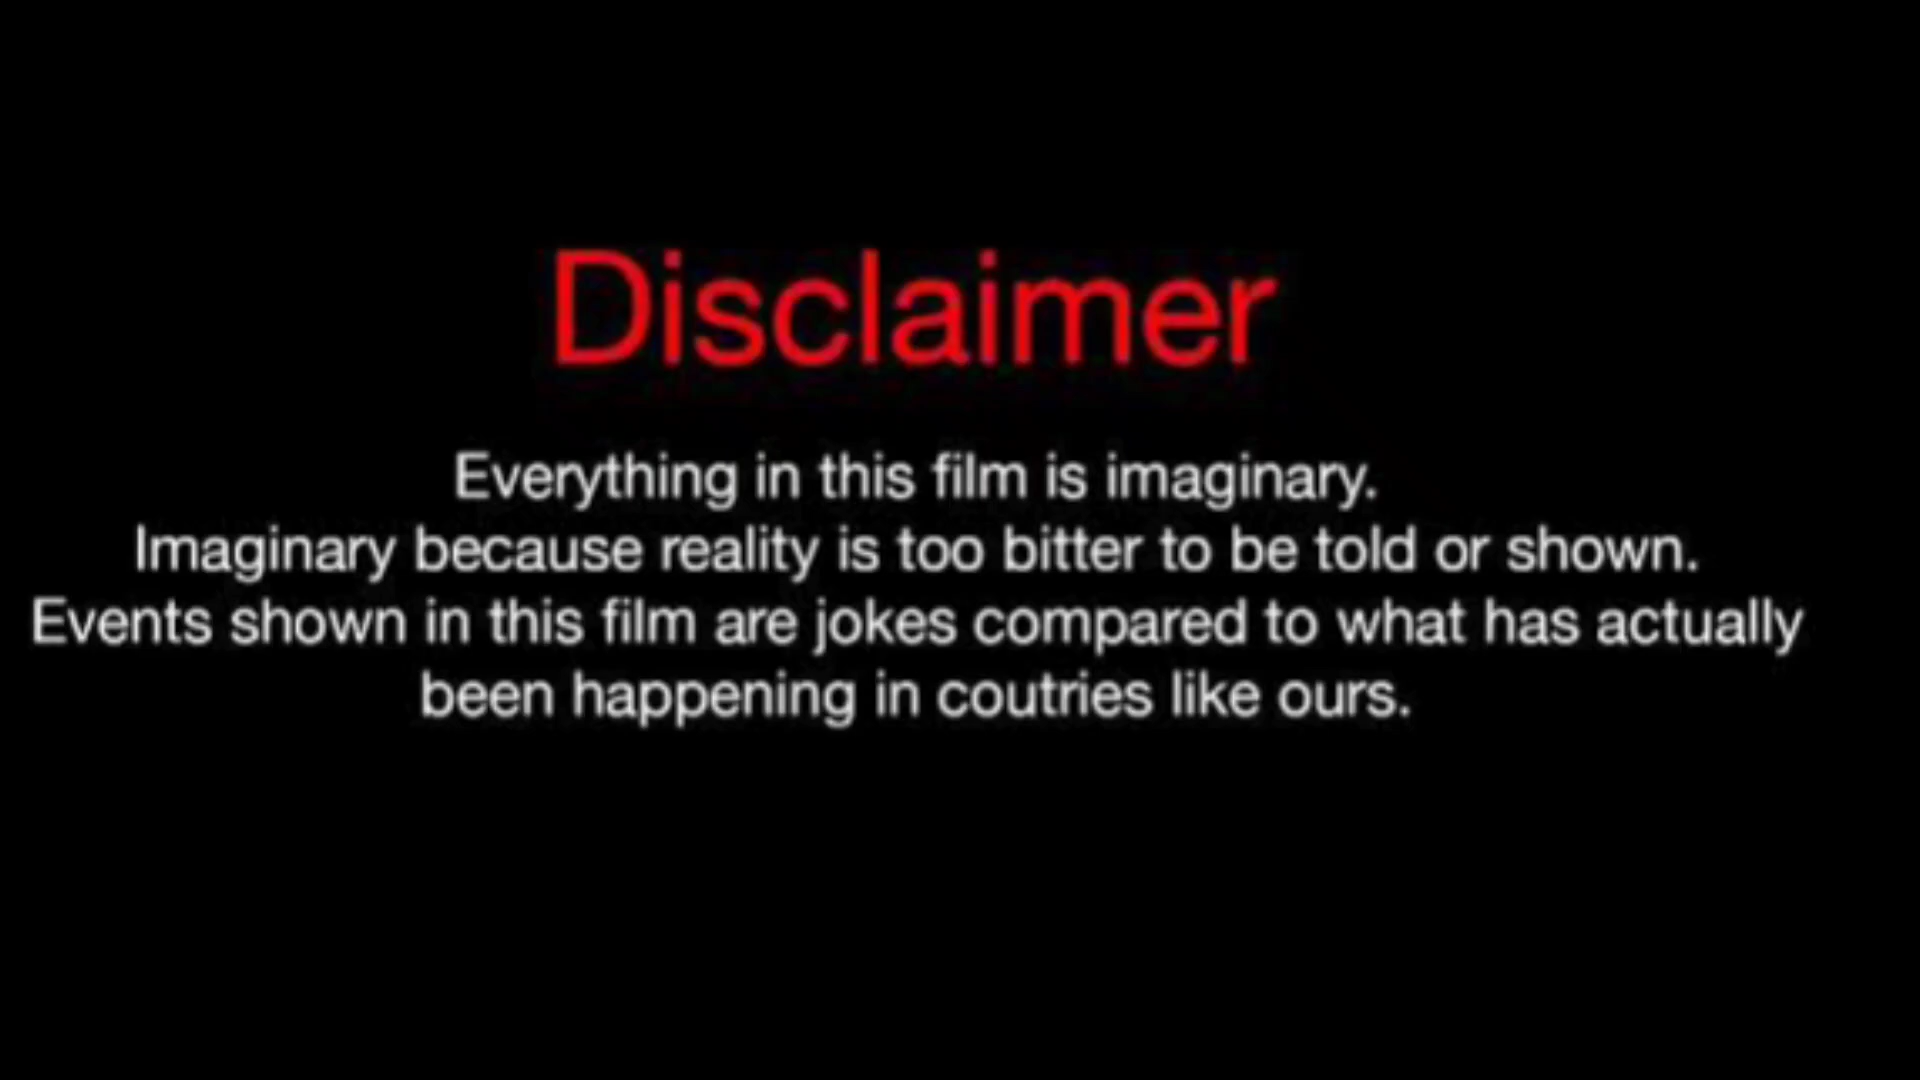 Disclaimer
Everything in this film is imaginary.
Imaginary because reality is too bitter to be told or shown.
Events shown in this film are jokes compared to what has actually
been happening in coutries like ours.